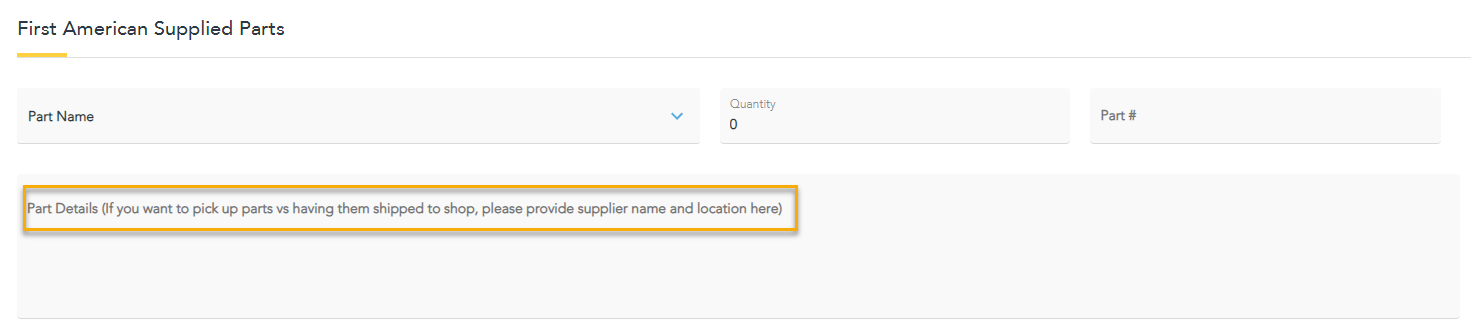 First American Supplied Parts
Part Name
Quantity
0
Part #
Part Details (If you want to pick up parts vs having them shipped to shop, please provide supplier name and location here)